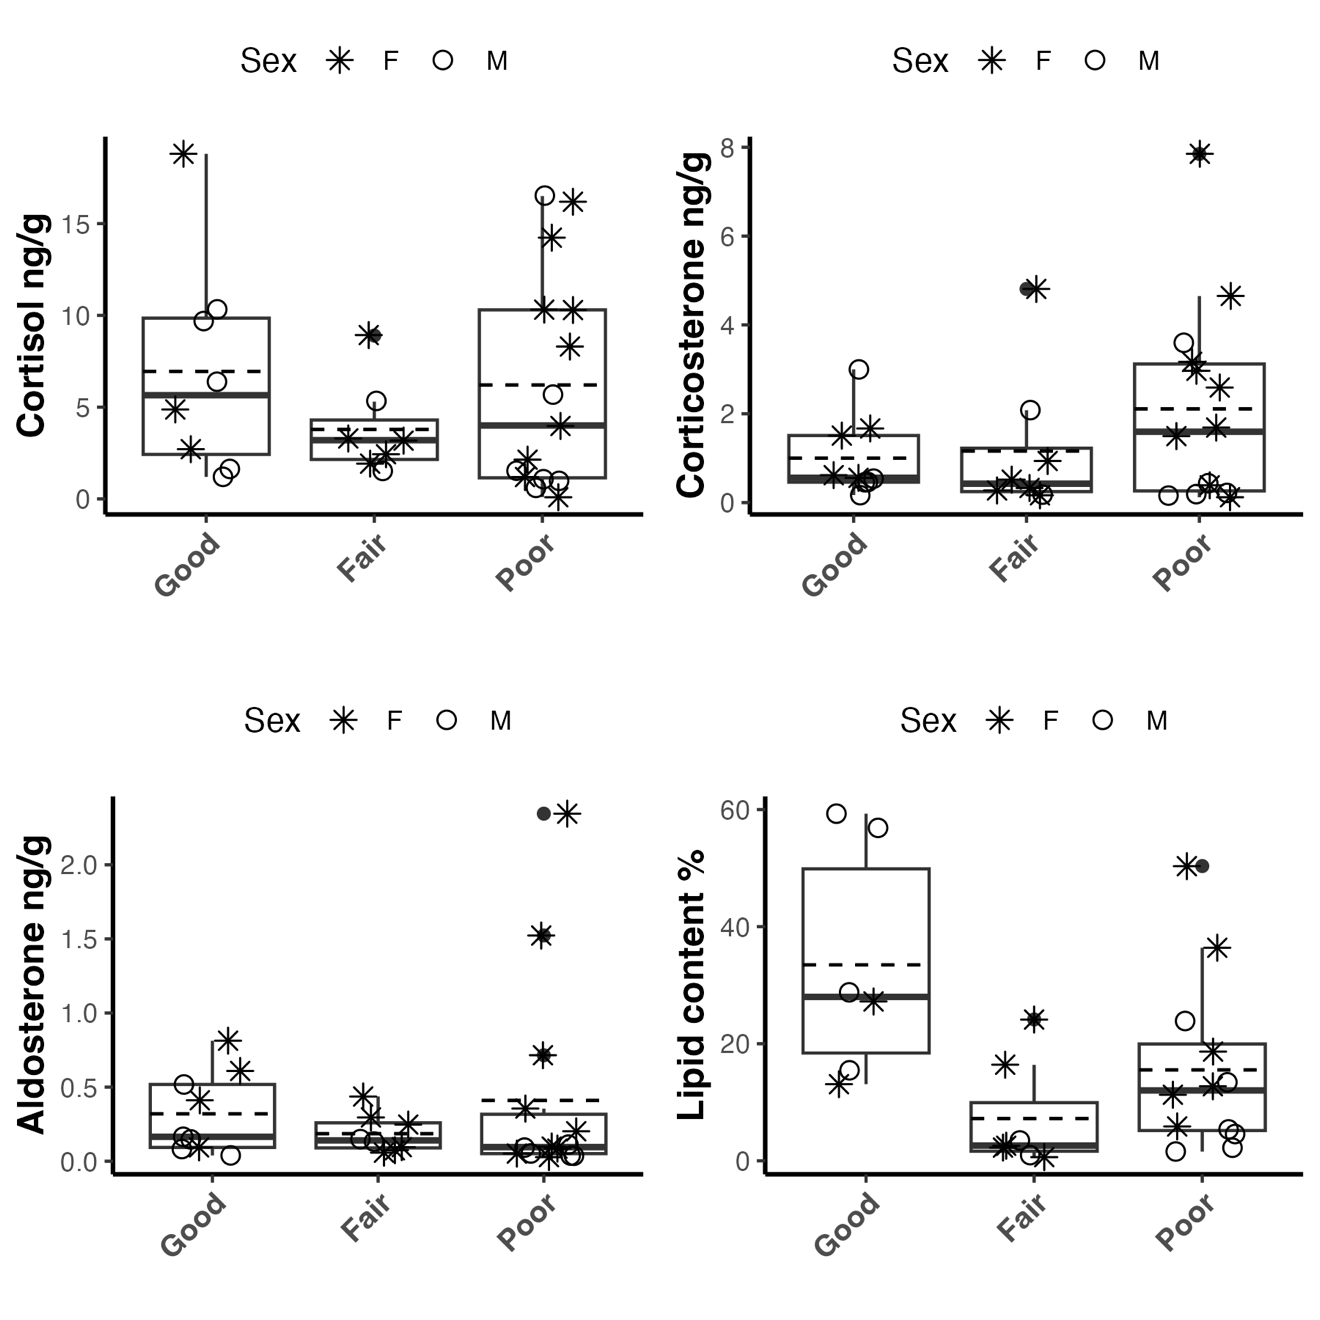 Sex F M
Cortisol ng/g
15
10
5
0
Good Fair Poor
Sex F M
Corticosterone ng/g
8
6
4
2
0
Good Fair Poor
Sex F M
Aldosterone ng/g
2.0
1.5
1.0
0.5
0.0
Good Fair Poor
Sex F M
Lipid content %
60
40
20
0
Good Fair Poor